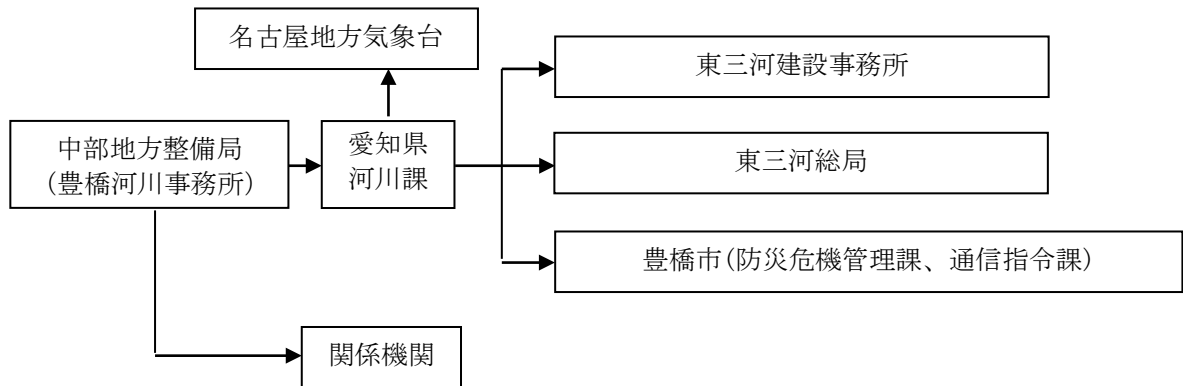 名古屋地方気象台
東三河建設事務所
中部地方整備局
(豊橋河川事務所)
愛知県
河川課
東三河総局
豊橋市(防災危機管理課、通信指令課)
関係機関